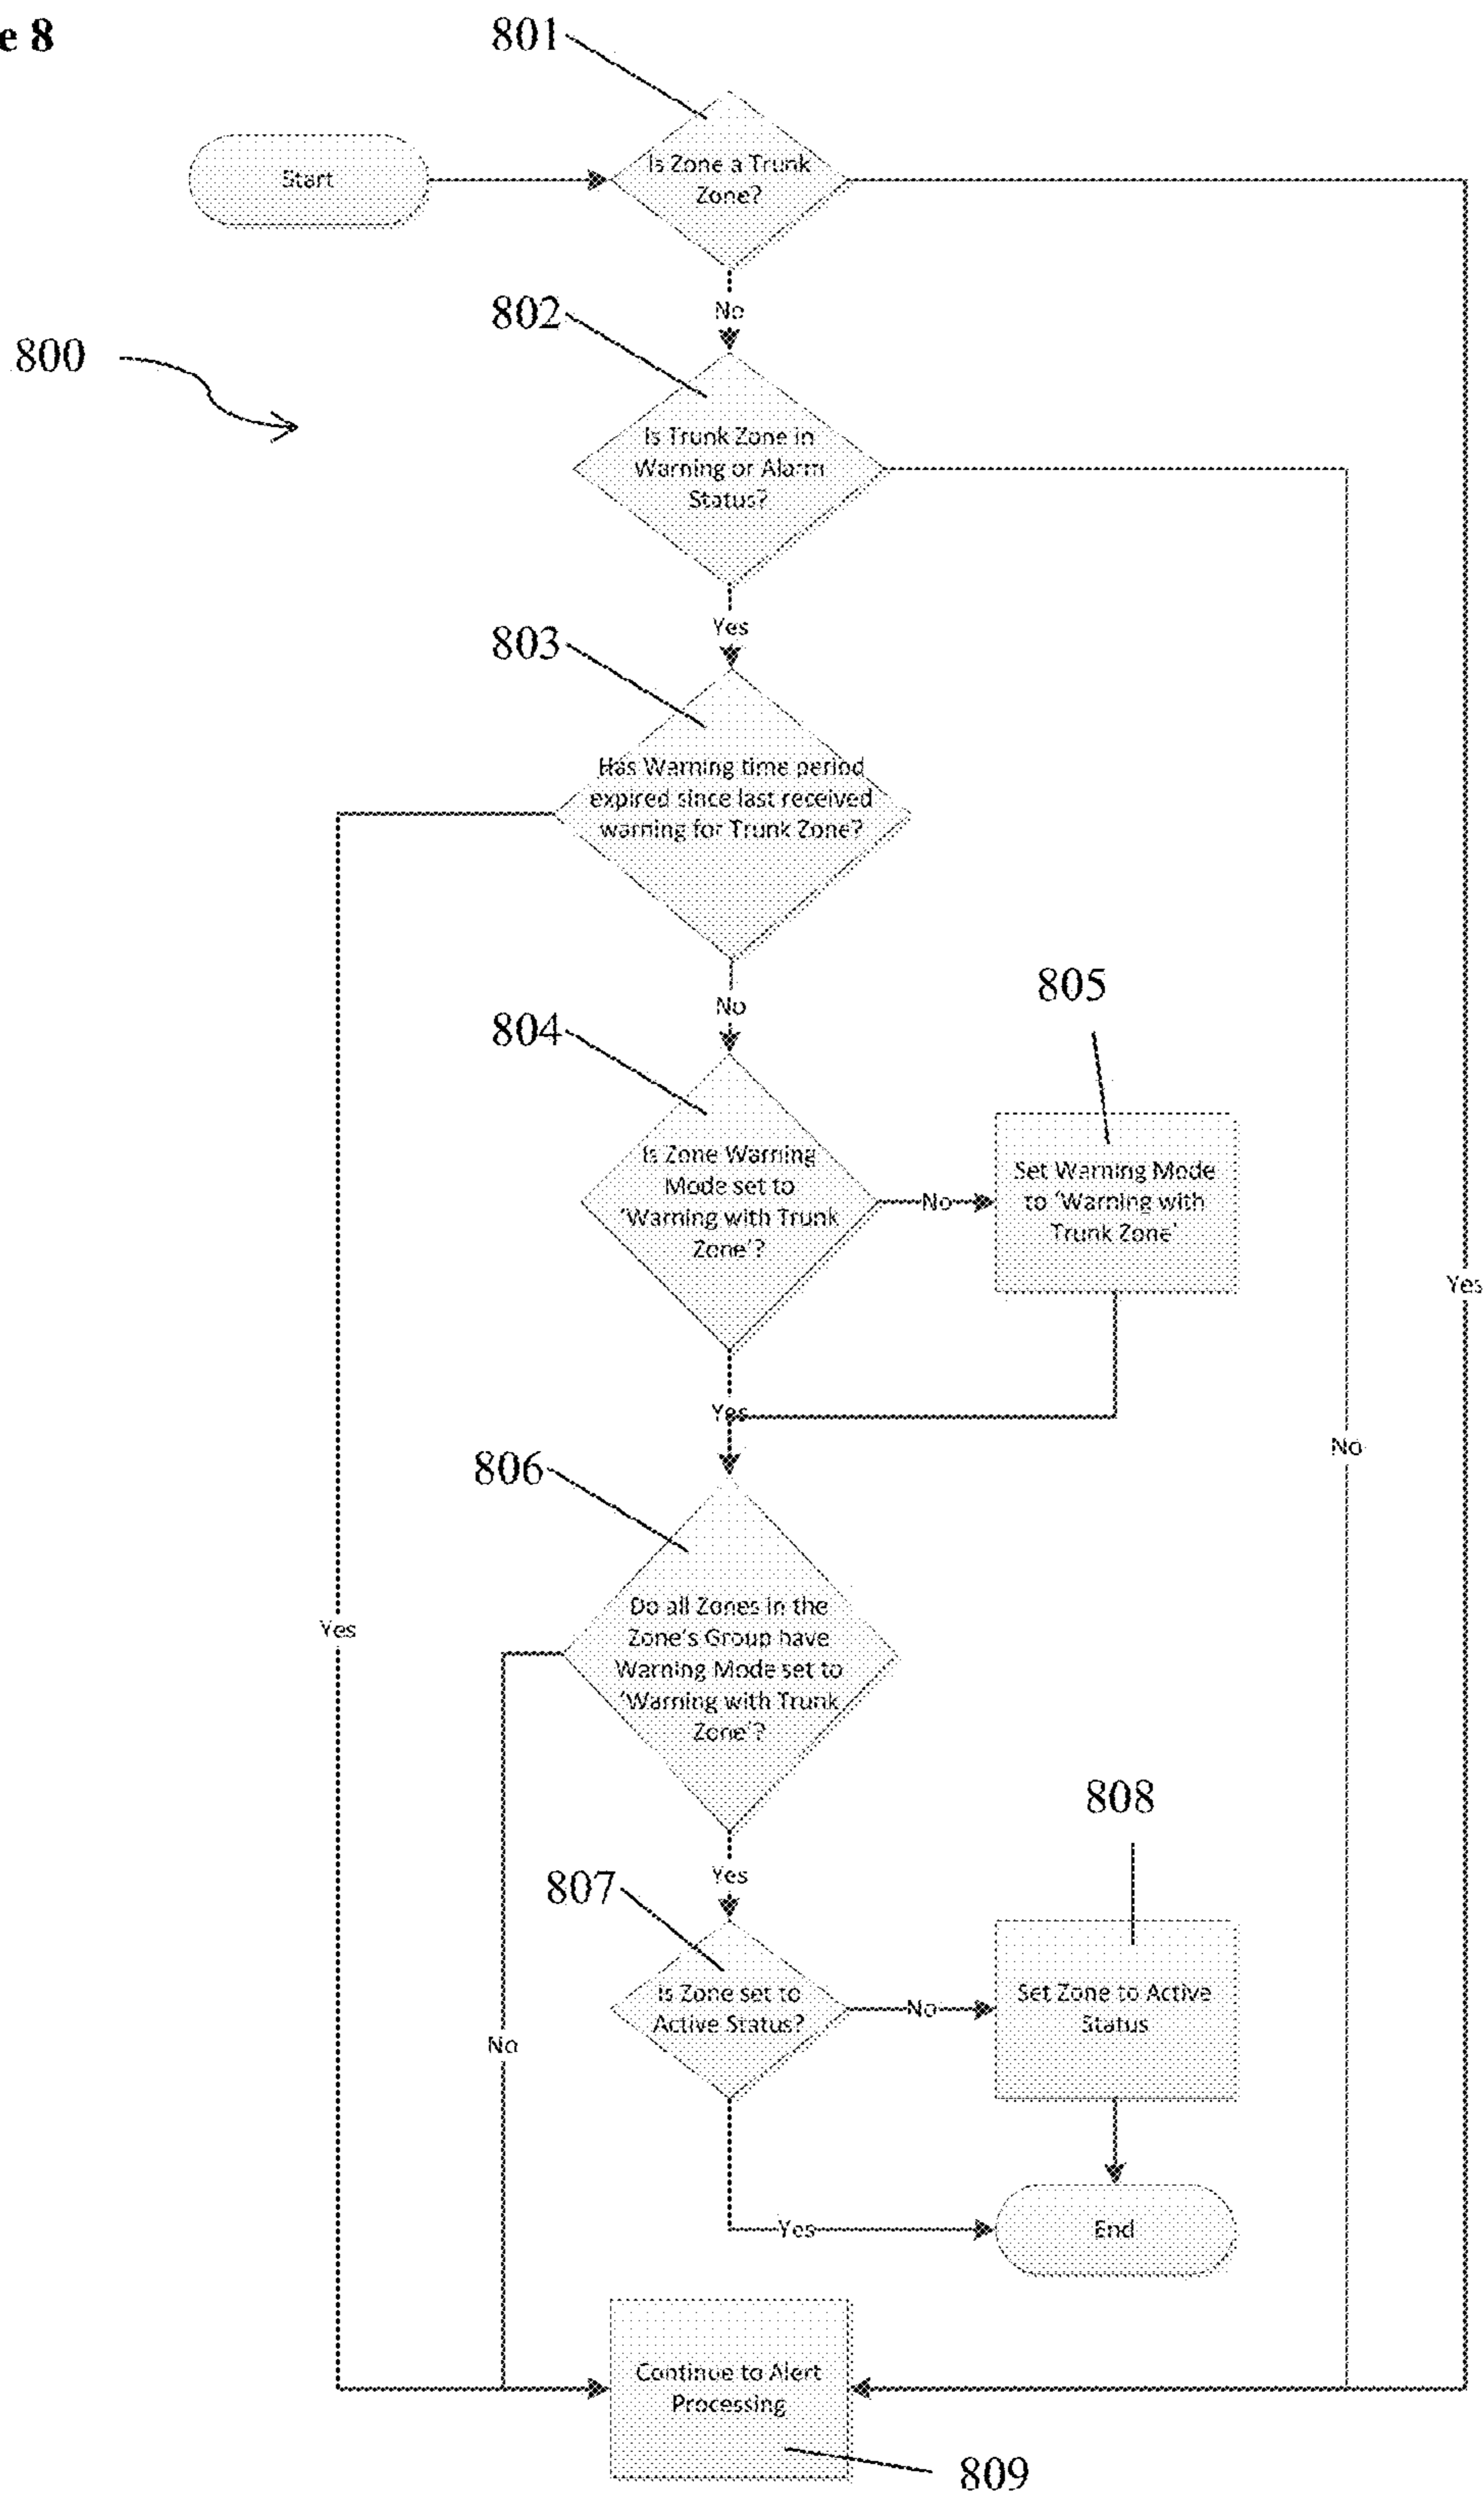 e 8
801
Start
Is Zone a Trunk
Zone?
No
802
800
Is Trunk Zone in
Warning or Alarm
Status?
Yes
803
Has Warning time period
expired since last received
warning for Trunk Zone?
No
804
805
Is Zone Warning
Mode set to
'Warning with Trunk
Zone'?
No
Set Warning Mode
to 'Warning with
Trunk Zone'
Yes
Yes
No
806
Do all Zones in the
Zone's Group have
Warning Mode set to
'Warning with Trunk
Zone'?
Yes
808
Yes
807
Is Zone set to
Active Status?
No
Set Zone to Active
Status
No
Yes
End
Continue to Alert
Processing
809